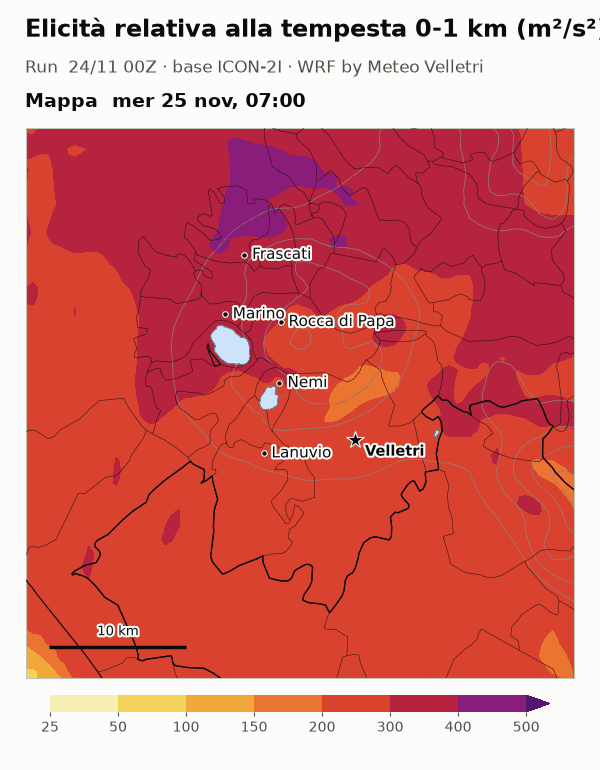 Elicità relativa alla tempesta 0-1 km (m²/s²)
Run 24/11 00Z · base ICON-2I · WRF by Meteo Velletri
Mappa mer 25 nov, 07:00
Frascati
Marino
Rocca di Papa
Nemi
Velletri
Lanuvio
10 km
25 50 100 150 200 300 400 500